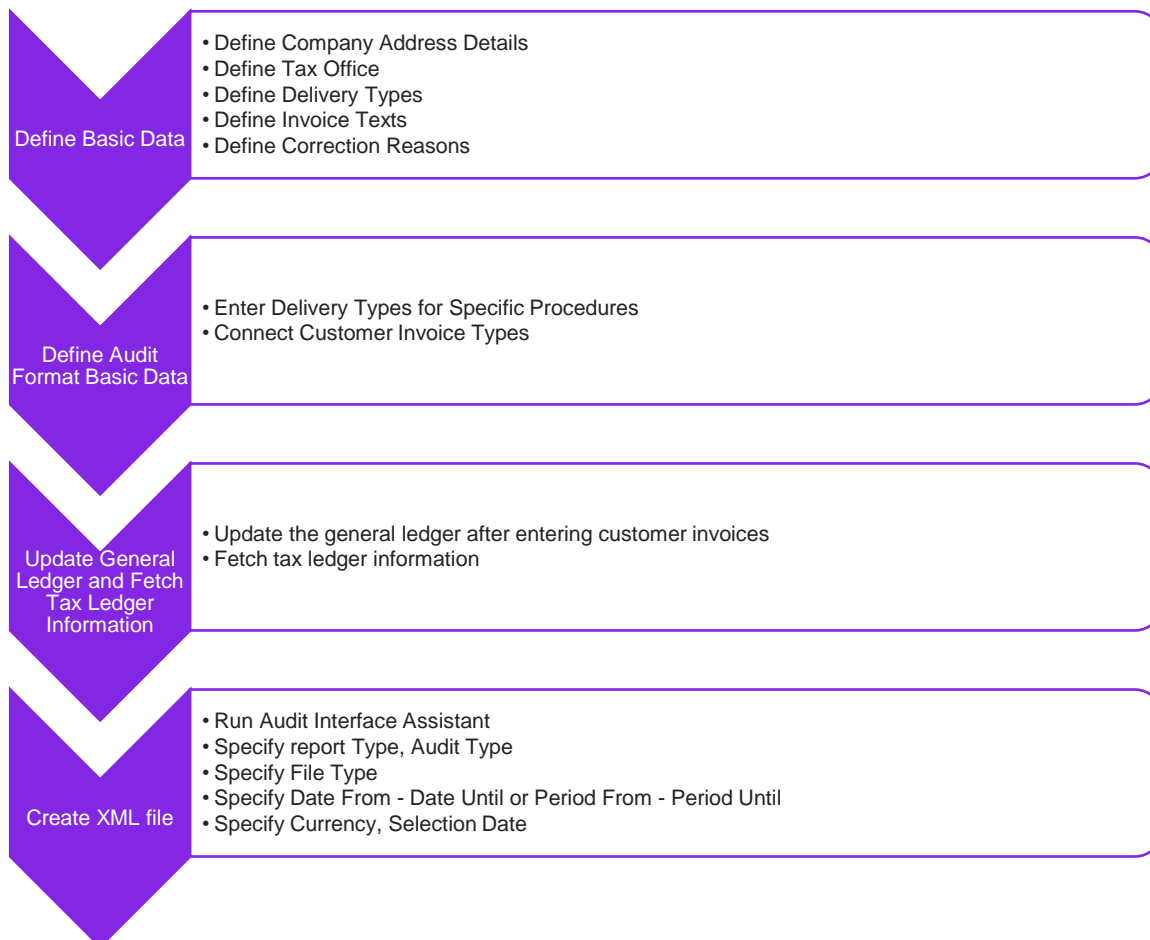 Define Basic Data
• Define Company Address Details
• Define Tax Office
• Define Delivery Types
• Define Invoice Texts
• Define Correction Reasons
Define Audit
Format Basic Data
• Enter Delivery Types for Specific Procedures
• Connect Customer Invoice Types
Update General
Ledger and Fetch
Tax Ledger
Information
• Update the general ledger after entering customer invoices
• Fetch tax ledger information
Create XML file
• Run Audit Interface Assistant
• Specify report Type, Audit Type
• Specify File Type
• Specify Date From - Date Until or Period From - Period Until
• Specify Currency, Selection Date